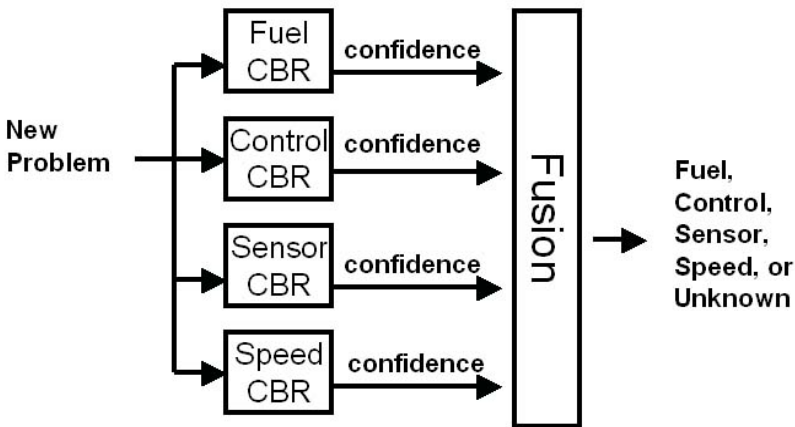 New
Problem
Fuel
CBR
confidence
Control
CBR
confidence
Sensor
CBR
confidence
Speed
CBR
confidence
Fusion
Fuel,
Control,
Sensor,
Speed, or
Unknown